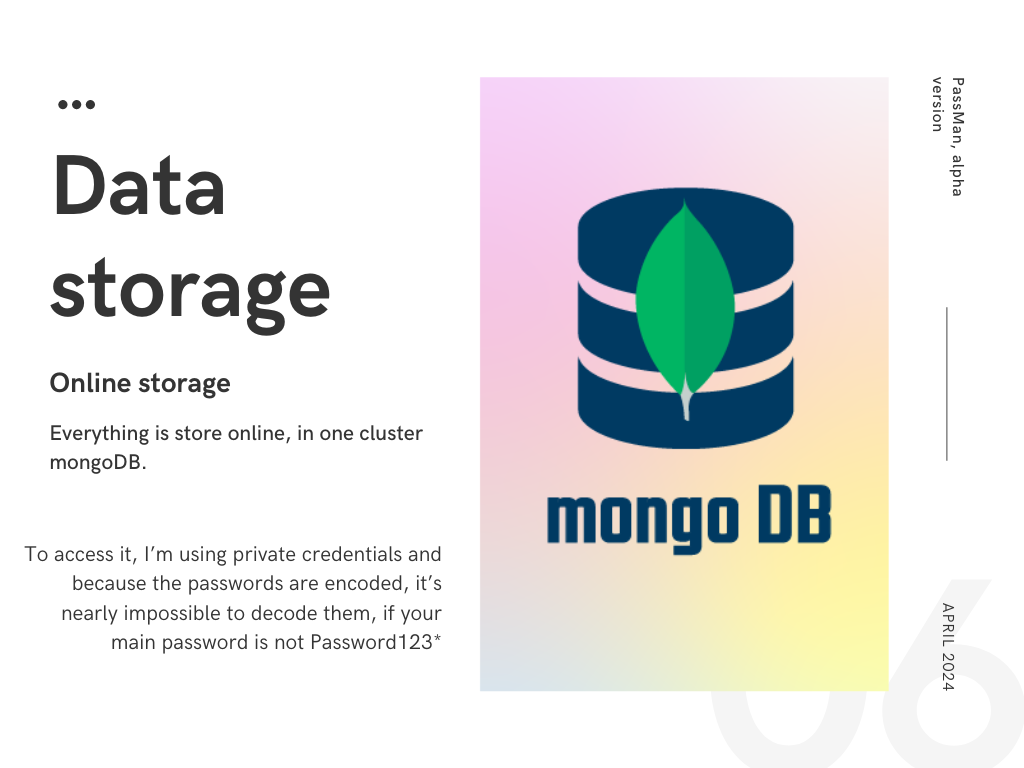 Data
storage
Online storage
Everything is store online, in one cluster
mongoDB.
To access it, I’m using private credentials and
because the passwords are encoded, it’s
nearly impossible to decode them, if your
main password is not Password123*
mongo DB
PassMan, alpha
version
APRIL 2024
06